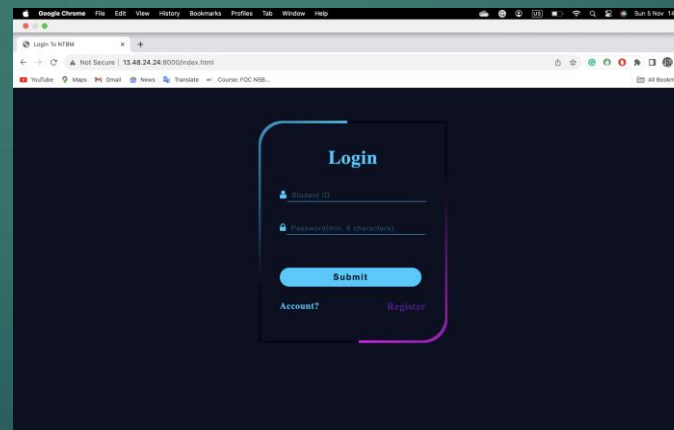 Google Chrome File Edit View History Bookmarks Profiles Tab Window Help US Sun 5 Nov 14
Login To NTBM
Not Secure 13.48.24.24:8000/index.html
YouTube Maps Gmail News Translate Course: FOC NSB... All Bookm
Login
Student ID
Password(min. 8 characters)
Submit
Account? Register